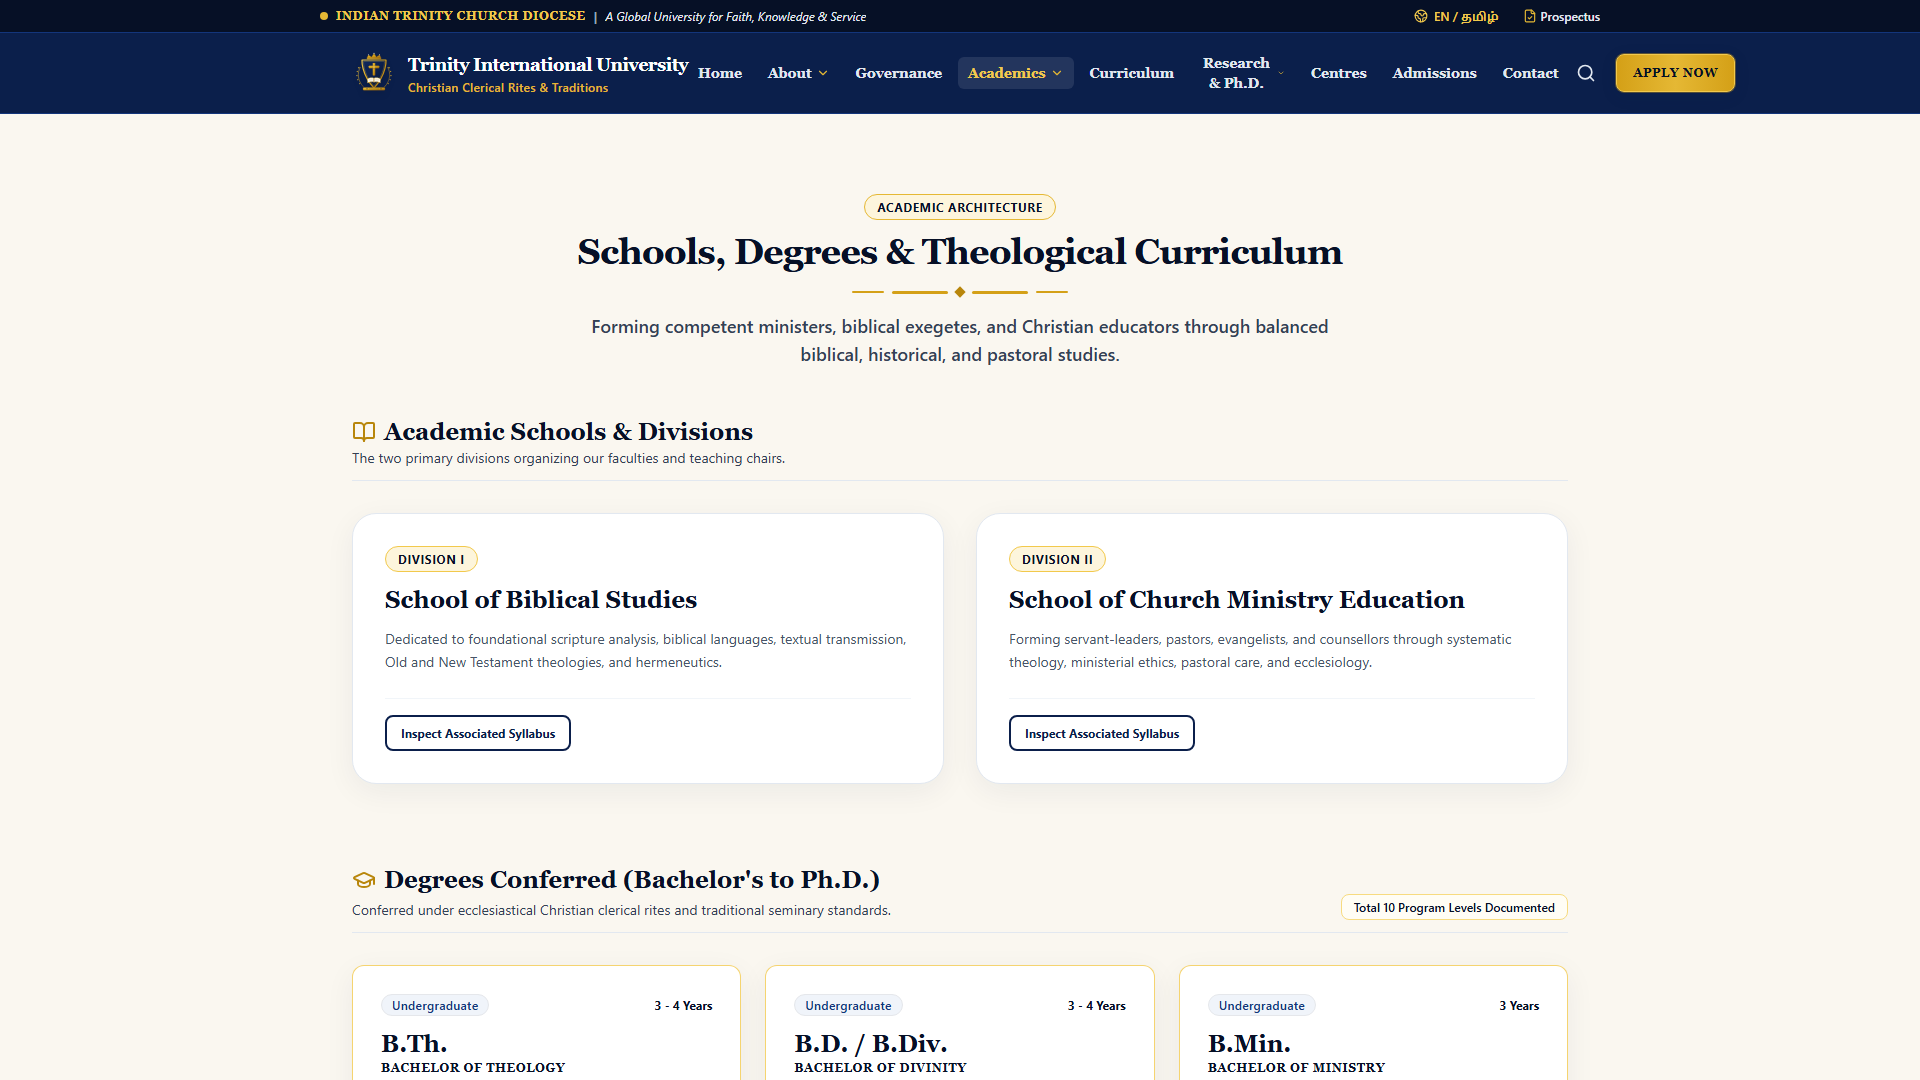 INDIAN TRINITY CHURCH DIOCESE | A Global University for Faith, Knowledge & Service
EN / தமிழ்
Prospectus
Trinity International University
Christian Clerical Rites & Traditions
Home
About
Governance
Academics
Curriculum
Research
& Ph.D.
Centres
Admissions
Contact
APPLY NOW
ACADEMIC ARCHITECTURE
Schools, Degrees & Theological Curriculum
Forming competent ministers, biblical exegetes, and Christian educators through balanced
biblical, historical, and pastoral studies.
Academic Schools & Divisions
The two primary divisions organizing our faculties and teaching chairs.
DIVISION I
School of Biblical Studies
Dedicated to foundational scripture analysis, biblical languages, textual transmission,
Old and New Testament theologies, and hermeneutics.
Inspect Associated Syllabus
DIVISION II
School of Church Ministry Education
Forming servant-leaders, pastors, evangelists, and counsellors through systematic
theology, ministerial ethics, pastoral care, and ecclesiology.
Inspect Associated Syllabus
Degrees Conferred (Bachelor's to Ph.D.)
Conferred under ecclesiastical Christian clerical rites and traditional seminary standards.
Total 10 Program Levels Documented
Undergraduate
3 - 4 Years
B.Th.
BACHELOR OF THEOLOGY
Undergraduate
3 - 4 Years
B.D. / B.Div.
BACHELOR OF DIVINITY
Undergraduate
3 Years
B.Min.
BACHELOR OF MINISTRY